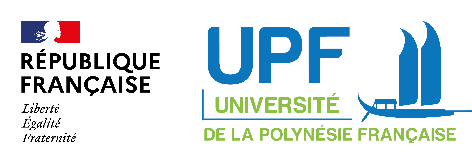 RÉPUBLIQUE
FRANÇAISE
Liberté
Égalité
Fraternité
UPF
UNIVERSITÉ
DE LA POLYNÉSIE FRANÇAISE